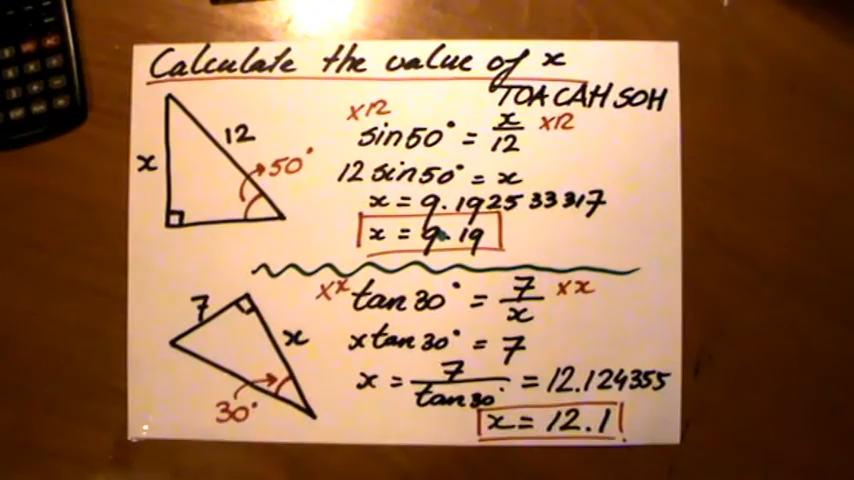 Calculate the value of x
TOA CAH SOH
x
12
50°
x12
sin50° = x/12
x12
12 sin50° = x
x = 9.192533317
x = 9.19
7
x
30°
xx
tan30° = 7/x
xx
xtan30° = 7
x = 7/tan30° = 12.124355
x = 12.1